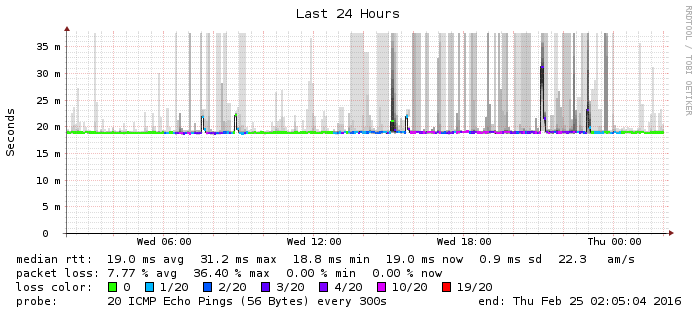 Last 24 Hours
RRDTOOL / TOBI OETIKER
Seconds
35 m
30 m
25 m
20 m
15 m
10 m
5 m
0
Wed 06:00 Wed 12:00 Wed 18:00 Thu 00:00
median rtt: 19.0 ms avg 31.2 ms max 18.8 ms min 19.0 ms now 0.9 ms sd 22.3 am/s
packet loss: 7.77 % avg 36.40 % max 0.00 % min 0.00 % now
loss color: 0 1/20 2/20 3/20 4/20 10/20 19/20
probe: 20 ICMP Echo Pings (56 Bytes) every 300s end: Thu Feb 25 02:05:04 2016